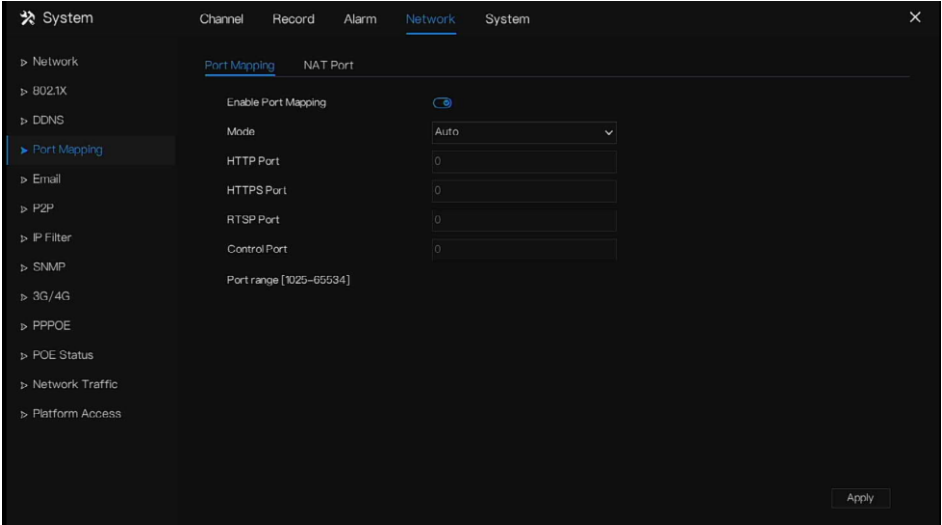 System
Channel Record Alarm Network System
Network
802.1X
DDNS
Port Mapping
Email
P2P
IP Filter
SNMP
3G/4G
PPPOE
POE Status
Network Traffic
Platform Access
Port Mapping NAT Port
Enable Port Mapping
Mode Auto
HTTP Port 0
HTTPS Port 0
RTSP Port 0
Control Port 0
Port range [1025~65534]
Apply